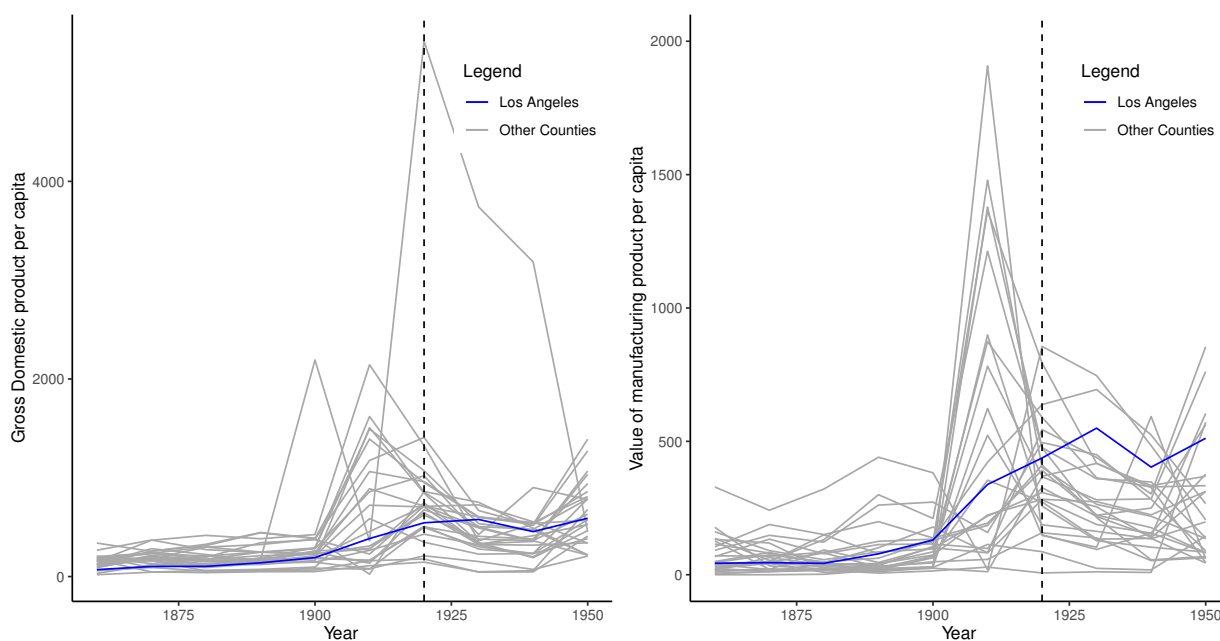 Gross Domestic product per capita
4000
2000
0
1875
1900
1925
1950
Year
Legend
Los Angeles
Other Counties
Value of manufacturing product per capita
2000
1500
1000
500
0
1875
1900
1925
1950
Year
Legend
Los Angeles
Other Counties